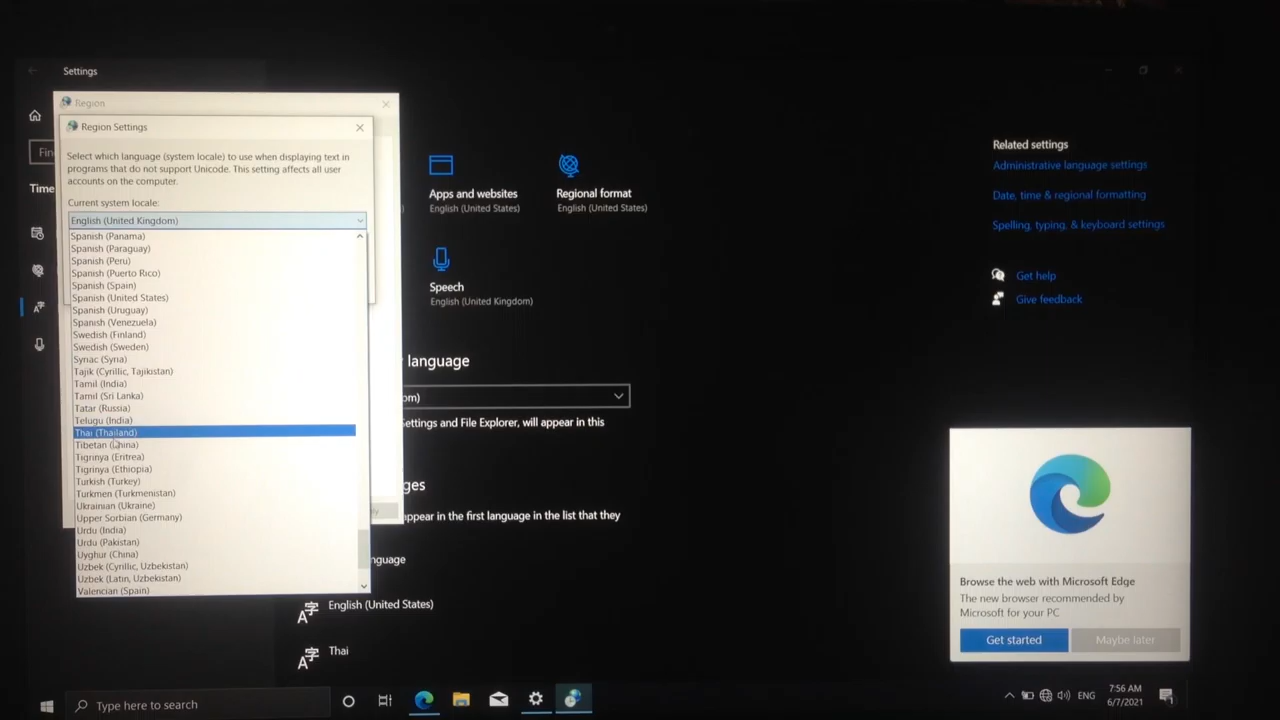 Settings
Region
Region Settings
Select which language (system locale) to use when displaying text in
programs that do not support Unicode. This setting affects all user
accounts on the computer.
Current system locale:
English (United Kingdom)
Spanish (Panama)
Spanish (Paraguay)
Spanish (Peru)
Spanish (Puerto Rico)
Spanish (Spain)
Spanish (United States)
Spanish (Uruguay)
Spanish (Venezuela)
Swedish (Finland)
Swedish (Sweden)
Syriac (Syria)
Tajik (Cyrillic, Tajikistan)
Tamil (India)
Tamil (Sri Lanka)
Tatar (Russia)
Telugu (India)
Thai (Thailand)
Tibetan (China)
Tigrinya (Eritrea)
Tigrinya (Ethiopia)
Turkish (Turkey)
Turkmen (Turkmenistan)
Ukrainian (Ukraine)
Upper Sorbian (Germany)
Urdu (India)
Urdu (Pakistan)
Uyghur (China)
Uzbek (Cyrillic, Uzbekistan)
Uzbek (Latin, Uzbekistan)
Valencian (Spain)
Fin
Time
Apps and websites
English (United States)
Regional format
English (United States)
Speech
English (United Kingdom)
language
om)
Settings and File Explorer, will appear in this
ges
appear in the first language in the list that they
nguage
A字 English (United States)
A字 Thai
Related settings
Administrative language settings
Date, time & regional formatting
Spelling, typing, & keyboard settings
Get help
Give feedback
Browse the web with Microsoft Edge
The new browser recommended by
Microsoft for your PC
Get started
Maybe later
Type here to search
ENG
7:56 AM
6/7/2021